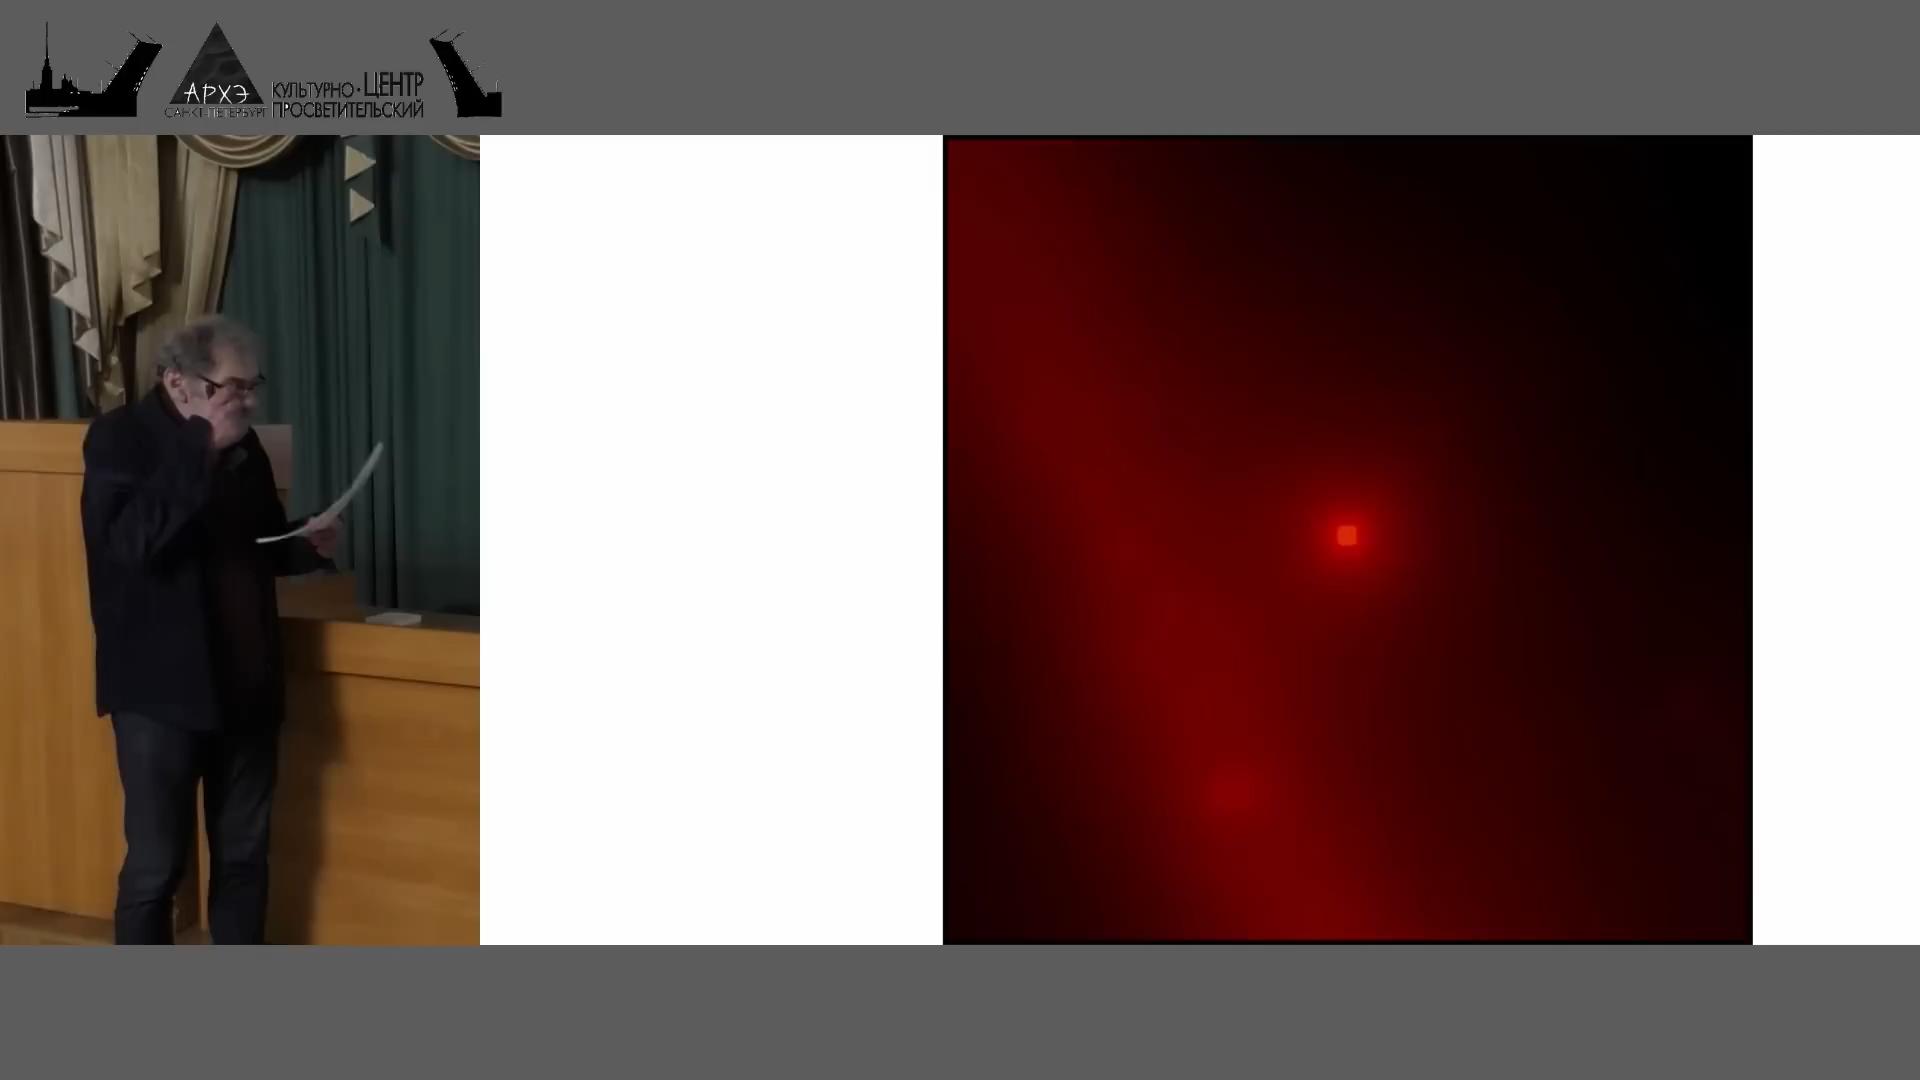 АРХЭ
САНКТ-ПЕТЕРБУРГ
КУЛЬТУРНО·ЦЕНТР
ПРОСВЕТИТЕЛЬСКИЙ